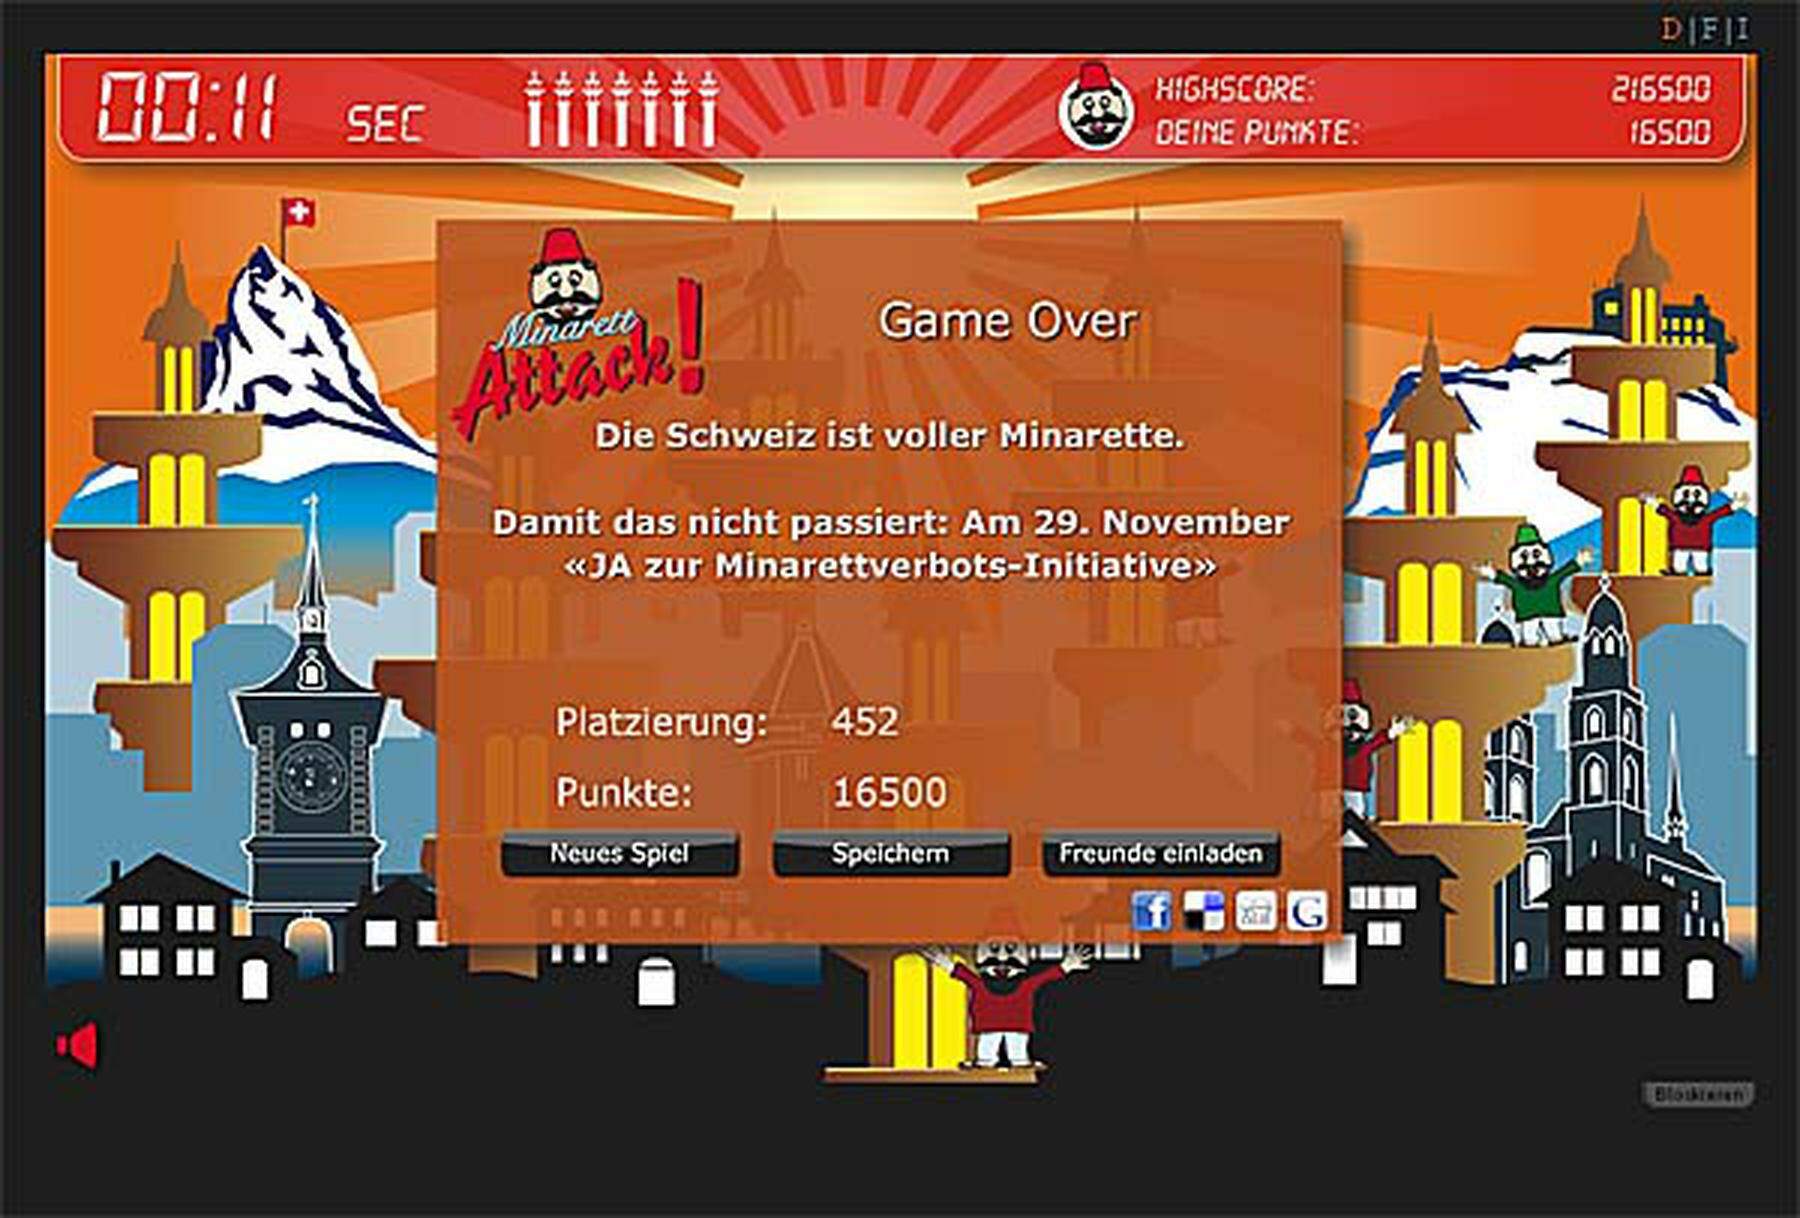 D|F|I
00:11 SEC
HIGHSCORE: 216500
DEINE PUNKTE: 16500
Minarett
Attack!
Game Over
Die Schweiz ist voller Minarette.
Damit das nicht passiert: Am 29. November
«JA zur Minarettverbots-Initiative»
Platzierung: 452
Punkte: 16500
Neues Spiel Speichern Freunde einladen
f G
Blockieren